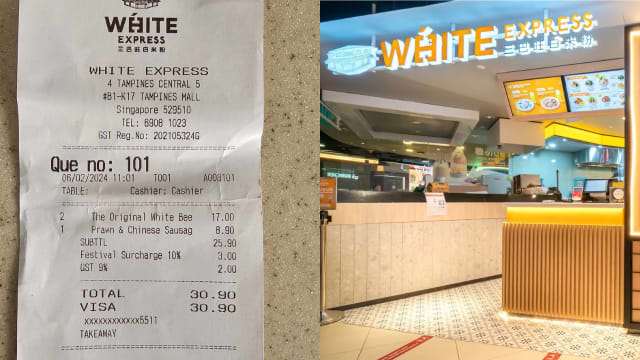 WHITE
EXPRESS
三巴旺白米粉
WHITE EXPRESS
4 TAMPINES CENTRAL 5
#B1-K17 TAMPINES MALL
Singapore 529510
TEL: 6908 1023
GST Reg.No: 202105324G
Que no: 101
06/02/2024 11:01 T001 A008101
TABLE: Cashier: Cashier
2 The Original White Bee 17.00
1 Prawn & Chinese Sausag 8.90
SUBTTL 25.90
Festival Surcharge 10% 3.00
GST 9% 2.00
TOTAL 30.90
VISA 30.90
xxxxxxxxxxxx5511
TAKEAWAY
WHITE EXPRESS
三巴旺白米粉